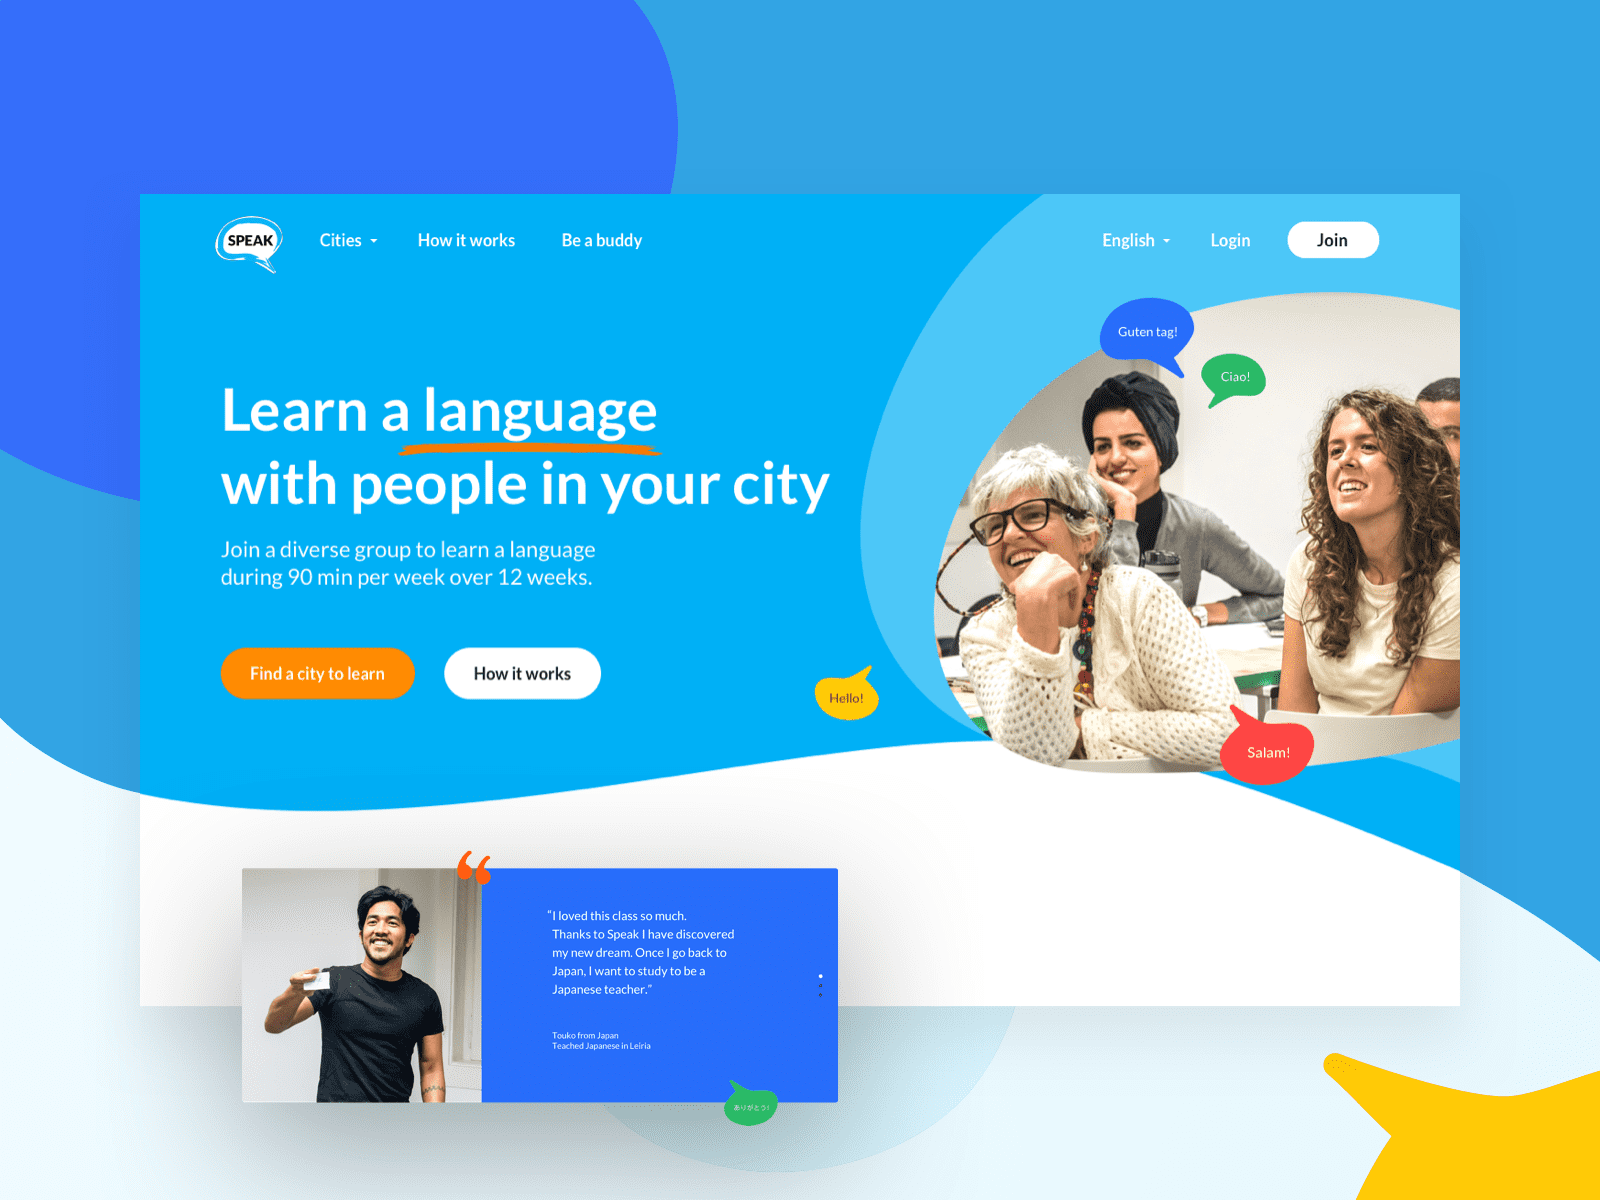 SPEAK
Cities
How it works
Be a buddy
English
Login
Join
Guten tag!
Ciao!
Learn a language
with people in your city
Join a diverse group to learn a language
during 90 min per week over 12 weeks.
Find a city to learn
How it works
Hello!
Salam!
“I loved this class so much.
Thanks to Speak I have discovered
my new dream. Once I go back to
Japan, I want to study to be a
Japanese teacher.”
Touko from Japan
Teached Japanese in Leiria
ありがとう!